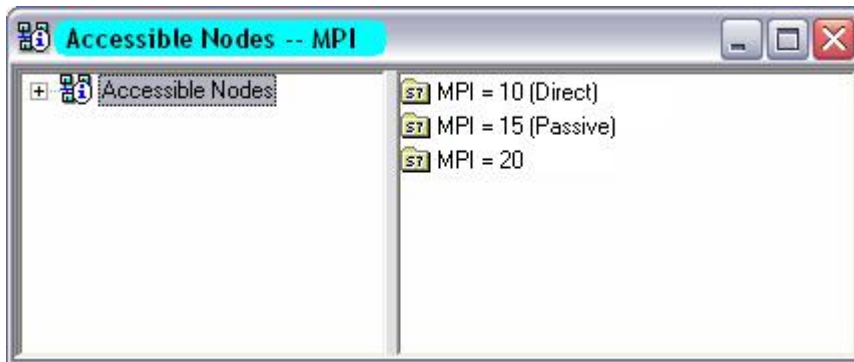 Accessible Nodes -- MPI
Accessible Nodes
MPI = 10 (Direct)
MPI = 15 (Passive)
MPI = 20